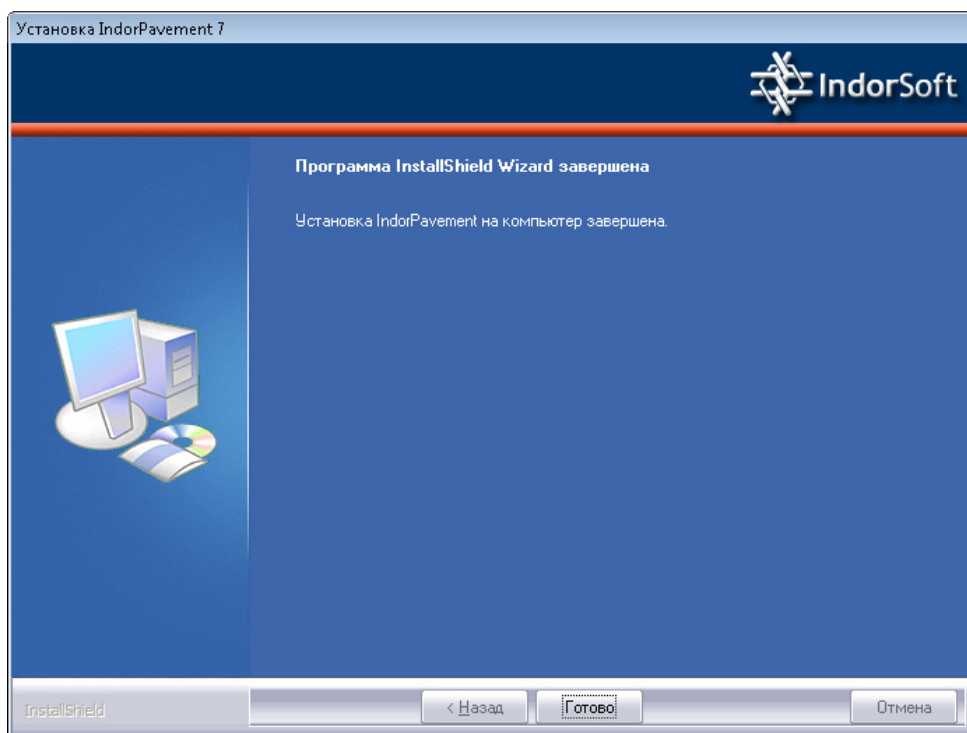 Установка IndorPavement 7
IndorSoft
Программа InstallShield Wizard завершена
Установка IndorPavement на компьютер завершена.
InstallShield
< Назад
Готово
Отмена